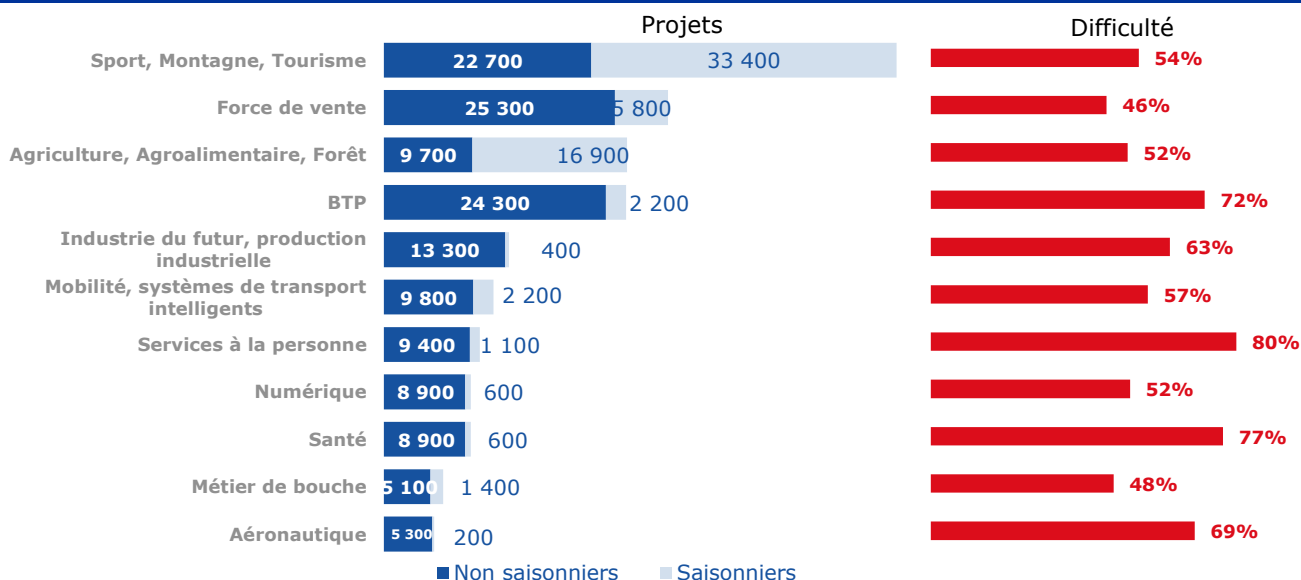 Projets
Difficulté
Sport, Montagne, Tourisme 22 700 33 400 54%
Force de vente 25 300 5 800 46%
Agriculture, Agroalimentaire, Forêt 9 700 16 900 52%
BTP 24 300 2 200 72%
Industrie du futur, production
industrielle
13 300 400 63%
Mobilité, systèmes de transport
intelligents
9 800 2 200 57%
Services à la personne 9 400 1 100 80%
Numérique 8 900 600 52%
Santé 8 900 600 77%
Métier de bouche 5 100 1 400 48%
Aéronautique 5 300 200 69%
Non saisonniers Saisonniers